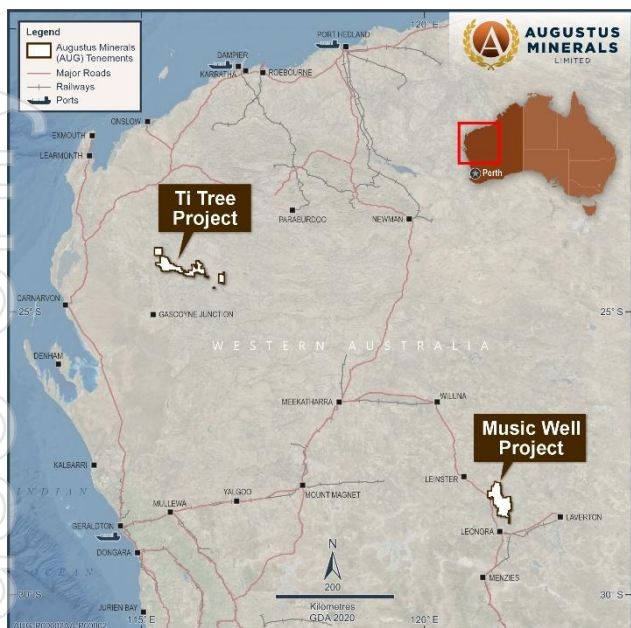 Legend
Augustus Minerals
(AUG) Tenements
Major Roads
Railways
Ports
AUGUSTUS
MINERALS
LIMITED
Perth
120°
PORT HEDLAND
DAMPIER
KARRATHA
ROEBOURNE
ONSLOW
EXMOUTH
LEARMONTH
Ti Tree
Project
PARABURDOO
NEWMAN
CARNARVON
GASCOYNE JUNCTION
25° S
25° S
DENHAM
WESTERN AUSTRALIA
MEEKATHARRA
WILUNA
Music Well
Project
KALBARRI
LEINSTER
INDIAN
YALGOO
MOUNT MAGNET
MULLEWA
LAVERTON
GERALDTON
LEONORA
DONGARA
N
MENZIES
200
Kilometres
GDA 2020
30° S
30° S
JURIEN BAY
115°E
120°E